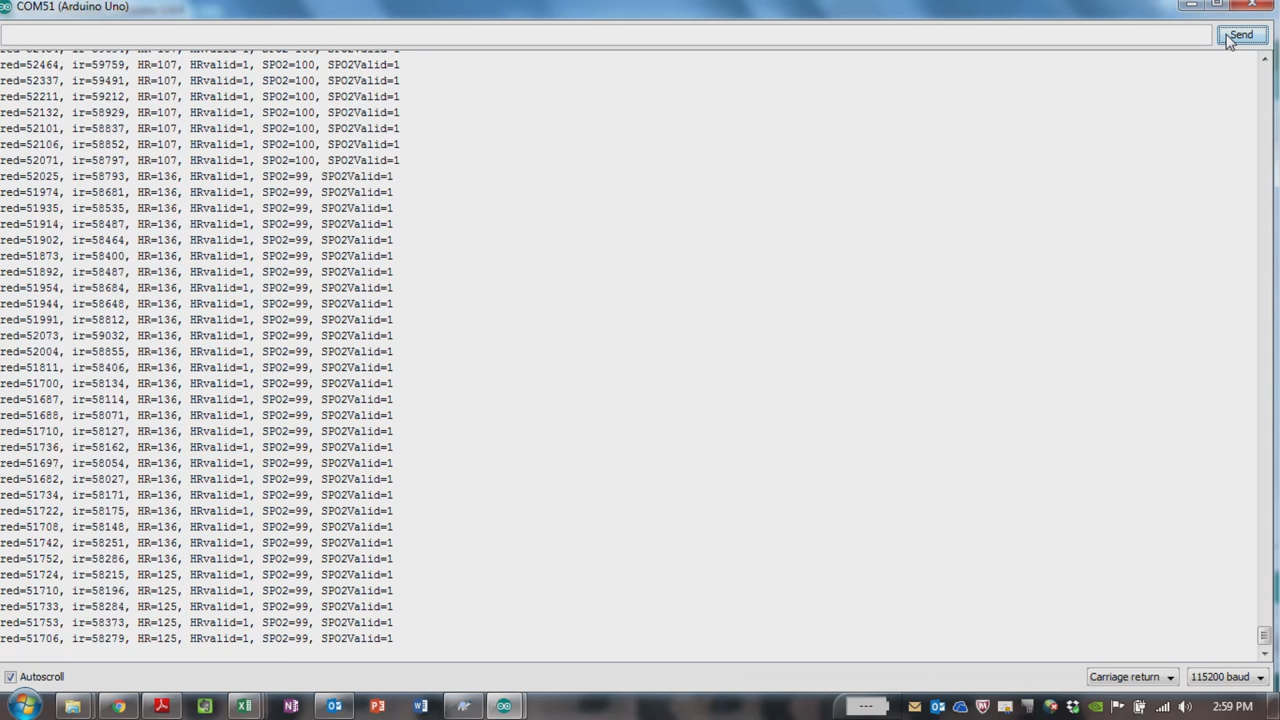 COM51 (Arduino Uno)
Send
red=52464, ir=59759, HR=107, HRvalid=1, SPO2=100, SPO2Valid=1
red=52337, ir=59491, HR=107, HRvalid=1, SPO2=100, SPO2Valid=1
red=52211, ir=59212, HR=107, HRvalid=1, SPO2=100, SPO2Valid=1
red=52132, ir=58929, HR=107, HRvalid=1, SPO2=100, SPO2Valid=1
red=52101, ir=58837, HR=107, HRvalid=1, SPO2=100, SPO2Valid=1
red=52106, ir=58852, HR=107, HRvalid=1, SPO2=100, SPO2Valid=1
red=52071, ir=58797, HR=107, HRvalid=1, SPO2=100, SPO2Valid=1
red=52025, ir=58793, HR=136, HRvalid=1, SPO2=99, SPO2Valid=1
red=51974, ir=58681, HR=136, HRvalid=1, SPO2=99, SPO2Valid=1
red=51935, ir=58535, HR=136, HRvalid=1, SPO2=99, SPO2Valid=1
red=51914, ir=58487, HR=136, HRvalid=1, SPO2=99, SPO2Valid=1
red=51902, ir=58464, HR=136, HRvalid=1, SPO2=99, SPO2Valid=1
red=51873, ir=58400, HR=136, HRvalid=1, SPO2=99, SPO2Valid=1
red=51892, ir=58487, HR=136, HRvalid=1, SPO2=99, SPO2Valid=1
red=51954, ir=58684, HR=136, HRvalid=1, SPO2=99, SPO2Valid=1
red=51944, ir=58648, HR=136, HRvalid=1, SPO2=99, SPO2Valid=1
red=51991, ir=58812, HR=136, HRvalid=1, SPO2=99, SPO2Valid=1
red=52073, ir=59032, HR=136, HRvalid=1, SPO2=99, SPO2Valid=1
red=52004, ir=58855, HR=136, HRvalid=1, SPO2=99, SPO2Valid=1
red=51811, ir=58406, HR=136, HRvalid=1, SPO2=99, SPO2Valid=1
red=51700, ir=58134, HR=136, HRvalid=1, SPO2=99, SPO2Valid=1
red=51687, ir=58114, HR=136, HRvalid=1, SPO2=99, SPO2Valid=1
red=51688, ir=58071, HR=136, HRvalid=1, SPO2=99, SPO2Valid=1
red=51710, ir=58127, HR=136, HRvalid=1, SPO2=99, SPO2Valid=1
red=51736, ir=58162, HR=136, HRvalid=1, SPO2=99, SPO2Valid=1
red=51697, ir=58054, HR=136, HRvalid=1, SPO2=99, SPO2Valid=1
red=51682, ir=58027, HR=136, HRvalid=1, SPO2=99, SPO2Valid=1
red=51734, ir=58171, HR=136, HRvalid=1, SPO2=99, SPO2Valid=1
red=51722, ir=58175, HR=136, HRvalid=1, SPO2=99, SPO2Valid=1
red=51708, ir=58148, HR=136, HRvalid=1, SPO2=99, SPO2Valid=1
red=51742, ir=58251, HR=136, HRvalid=1, SPO2=99, SPO2Valid=1
red=51752, ir=58286, HR=136, HRvalid=1, SPO2=99, SPO2Valid=1
red=51724, ir=58215, HR=125, HRvalid=1, SPO2=99, SPO2Valid=1
red=51710, ir=58196, HR=125, HRvalid=1, SPO2=99, SPO2Valid=1
red=51733, ir=58284, HR=125, HRvalid=1, SPO2=99, SPO2Valid=1
red=51753, ir=58373, HR=125, HRvalid=1, SPO2=99, SPO2Valid=1
red=51706, ir=58279, HR=125, HRvalid=1, SPO2=99, SPO2Valid=1
Autoscroll
Carriage return
115200 baud
2:59 PM